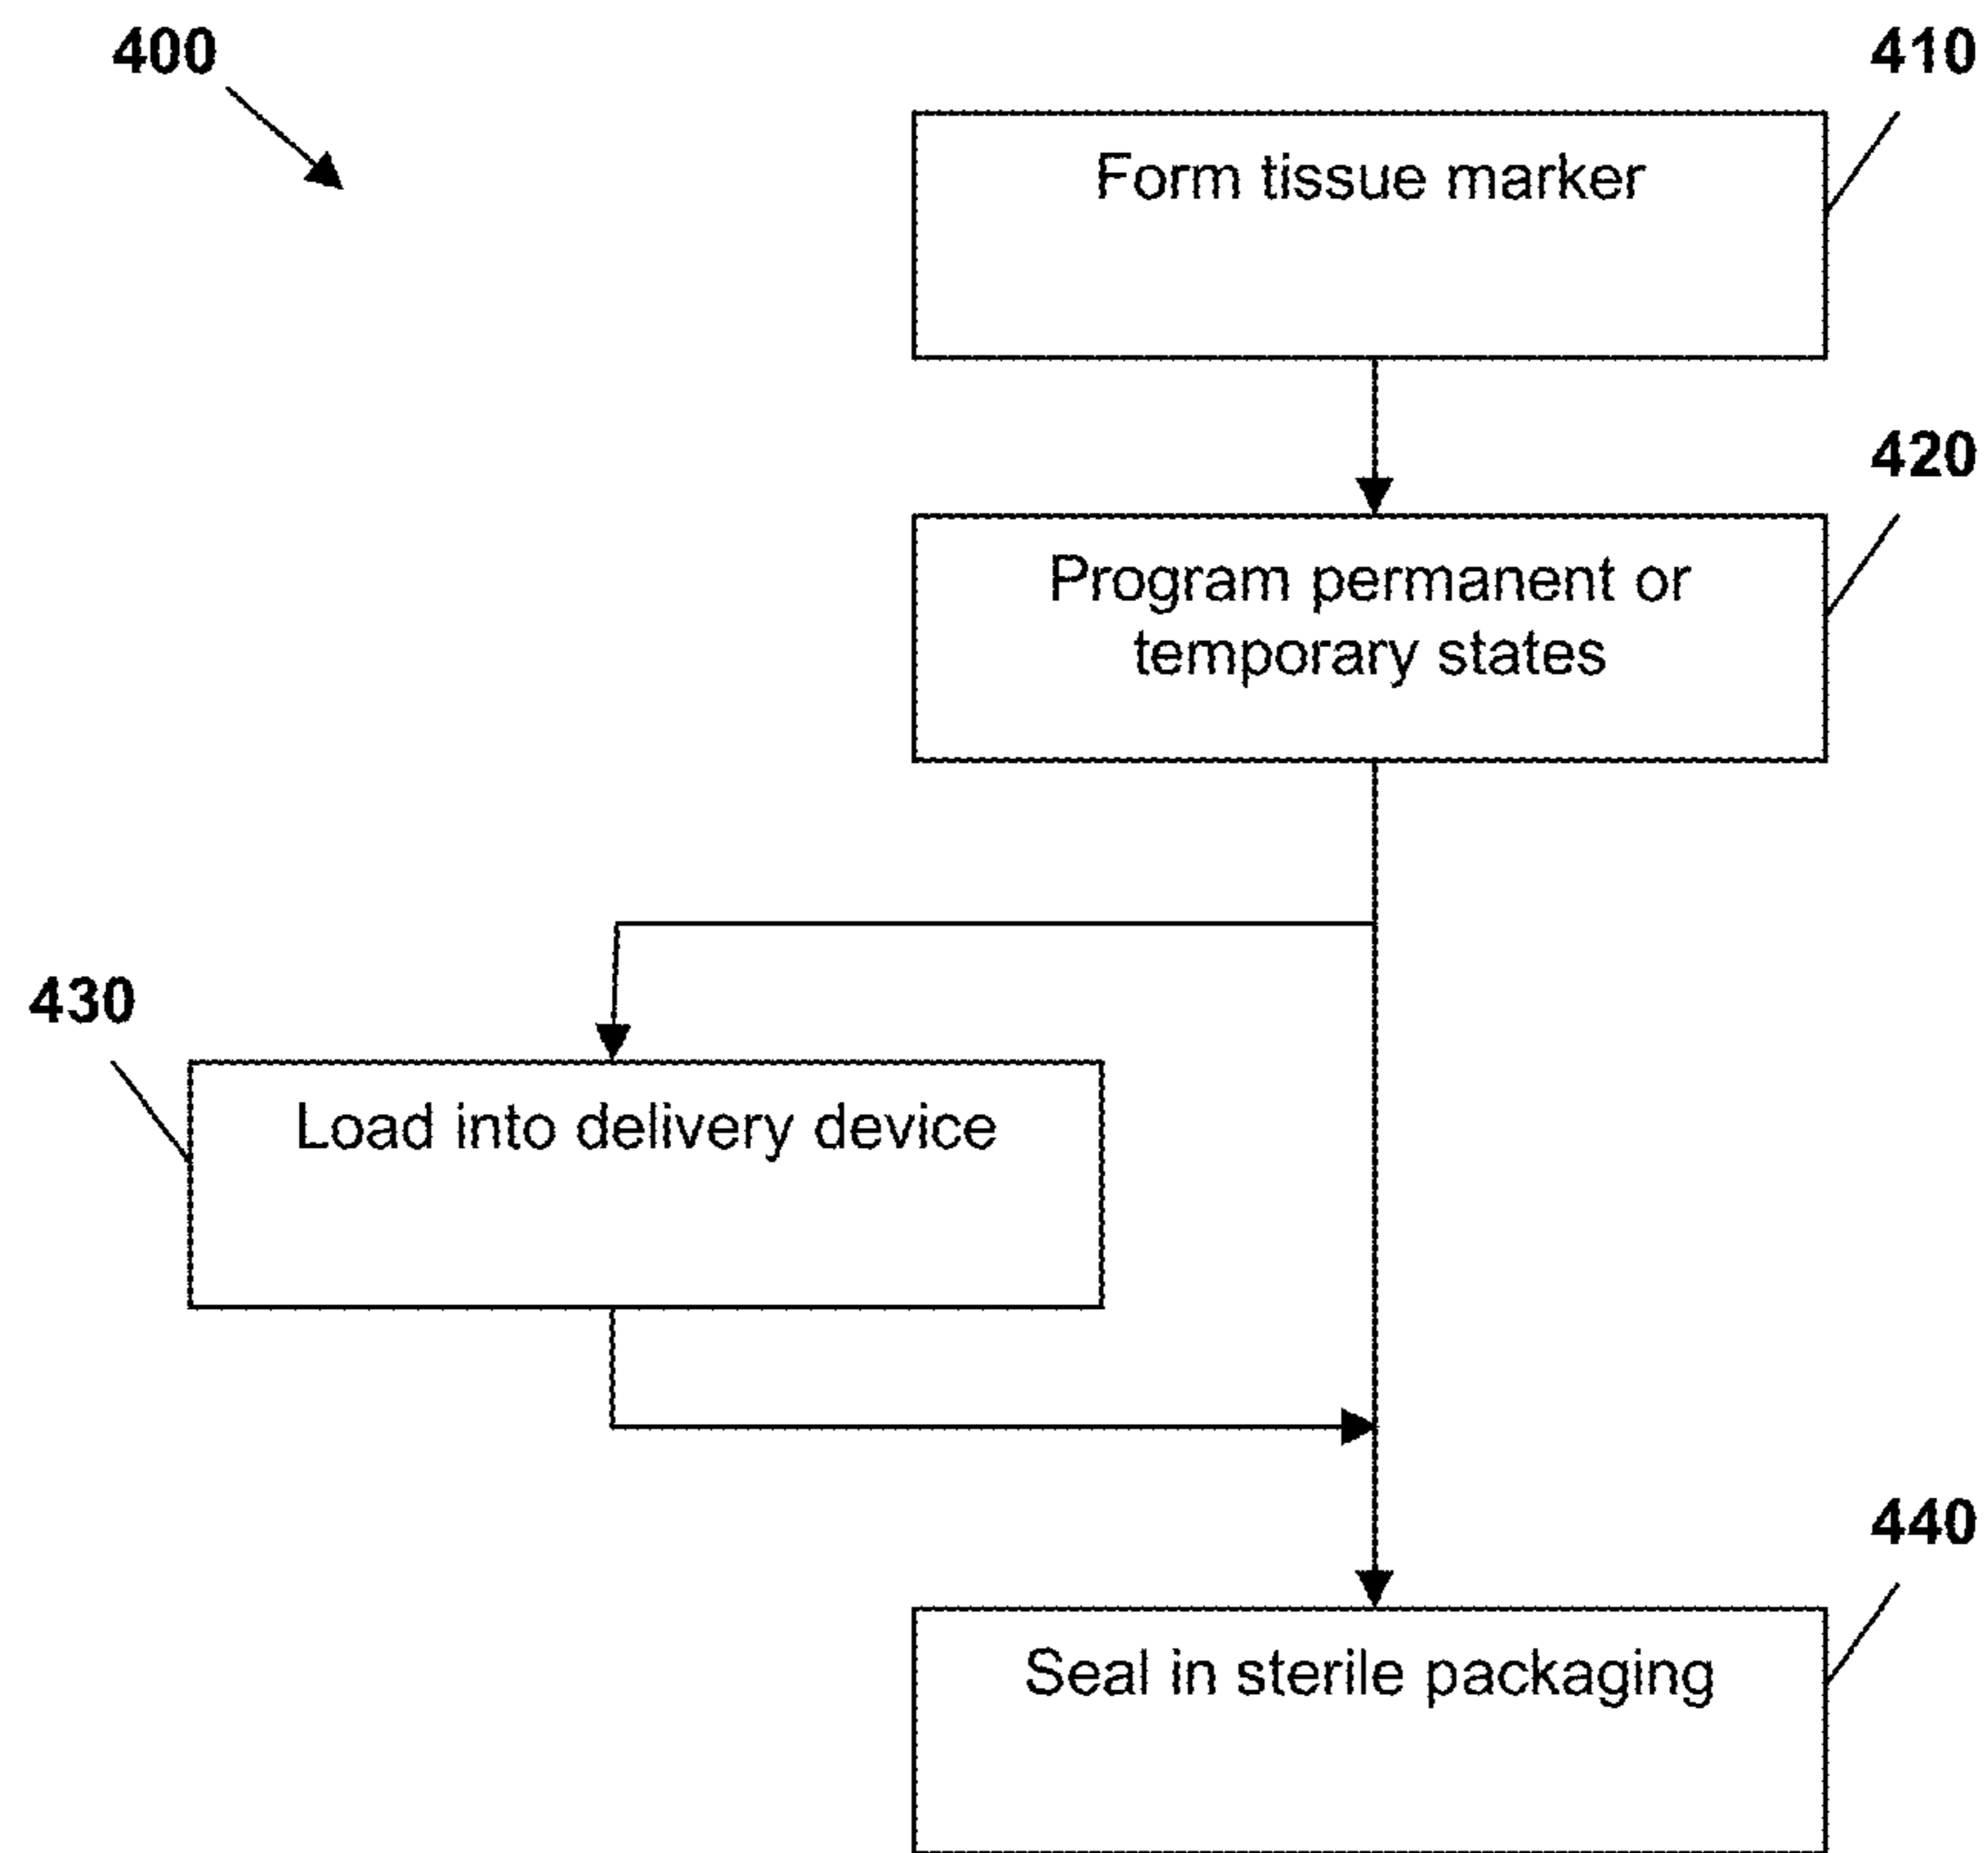 400
410
Form tissue marker
420
Program permanent or
temporary states
430
Load into delivery device
440
Seal in sterile packaging